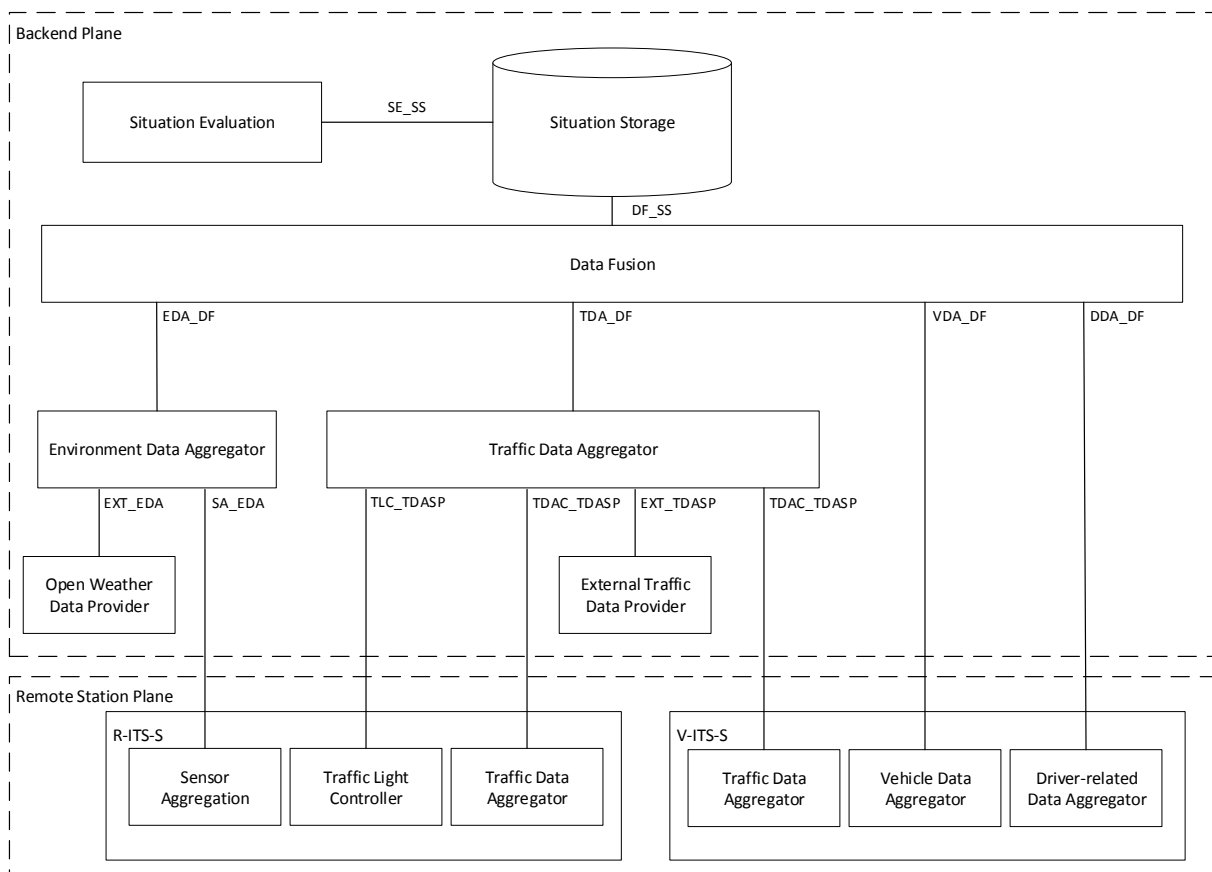 Backend Plane
Situation Evaluation
SE_SS
Situation Storage
DF_SS
Data Fusion
EDA_DF
TDA_DF
VDA_DF
DDA_DF
Environment Data Aggregator
Traffic Data Aggregator
EXT_EDA
SA_EDA
TLC_TDASP
TDAC_TDASP
EXT_TDASP
TDAC_TDASP
Open Weather
Data Provider
External Traffic
Data Provider
Remote Station Plane
R-ITS-S
Sensor
Aggregation
Traffic Light
Controller
Traffic Data
Aggregator
V-ITS-S
Traffic Data
Aggregator
Vehicle Data
Aggregator
Driver-related
Data Aggregator